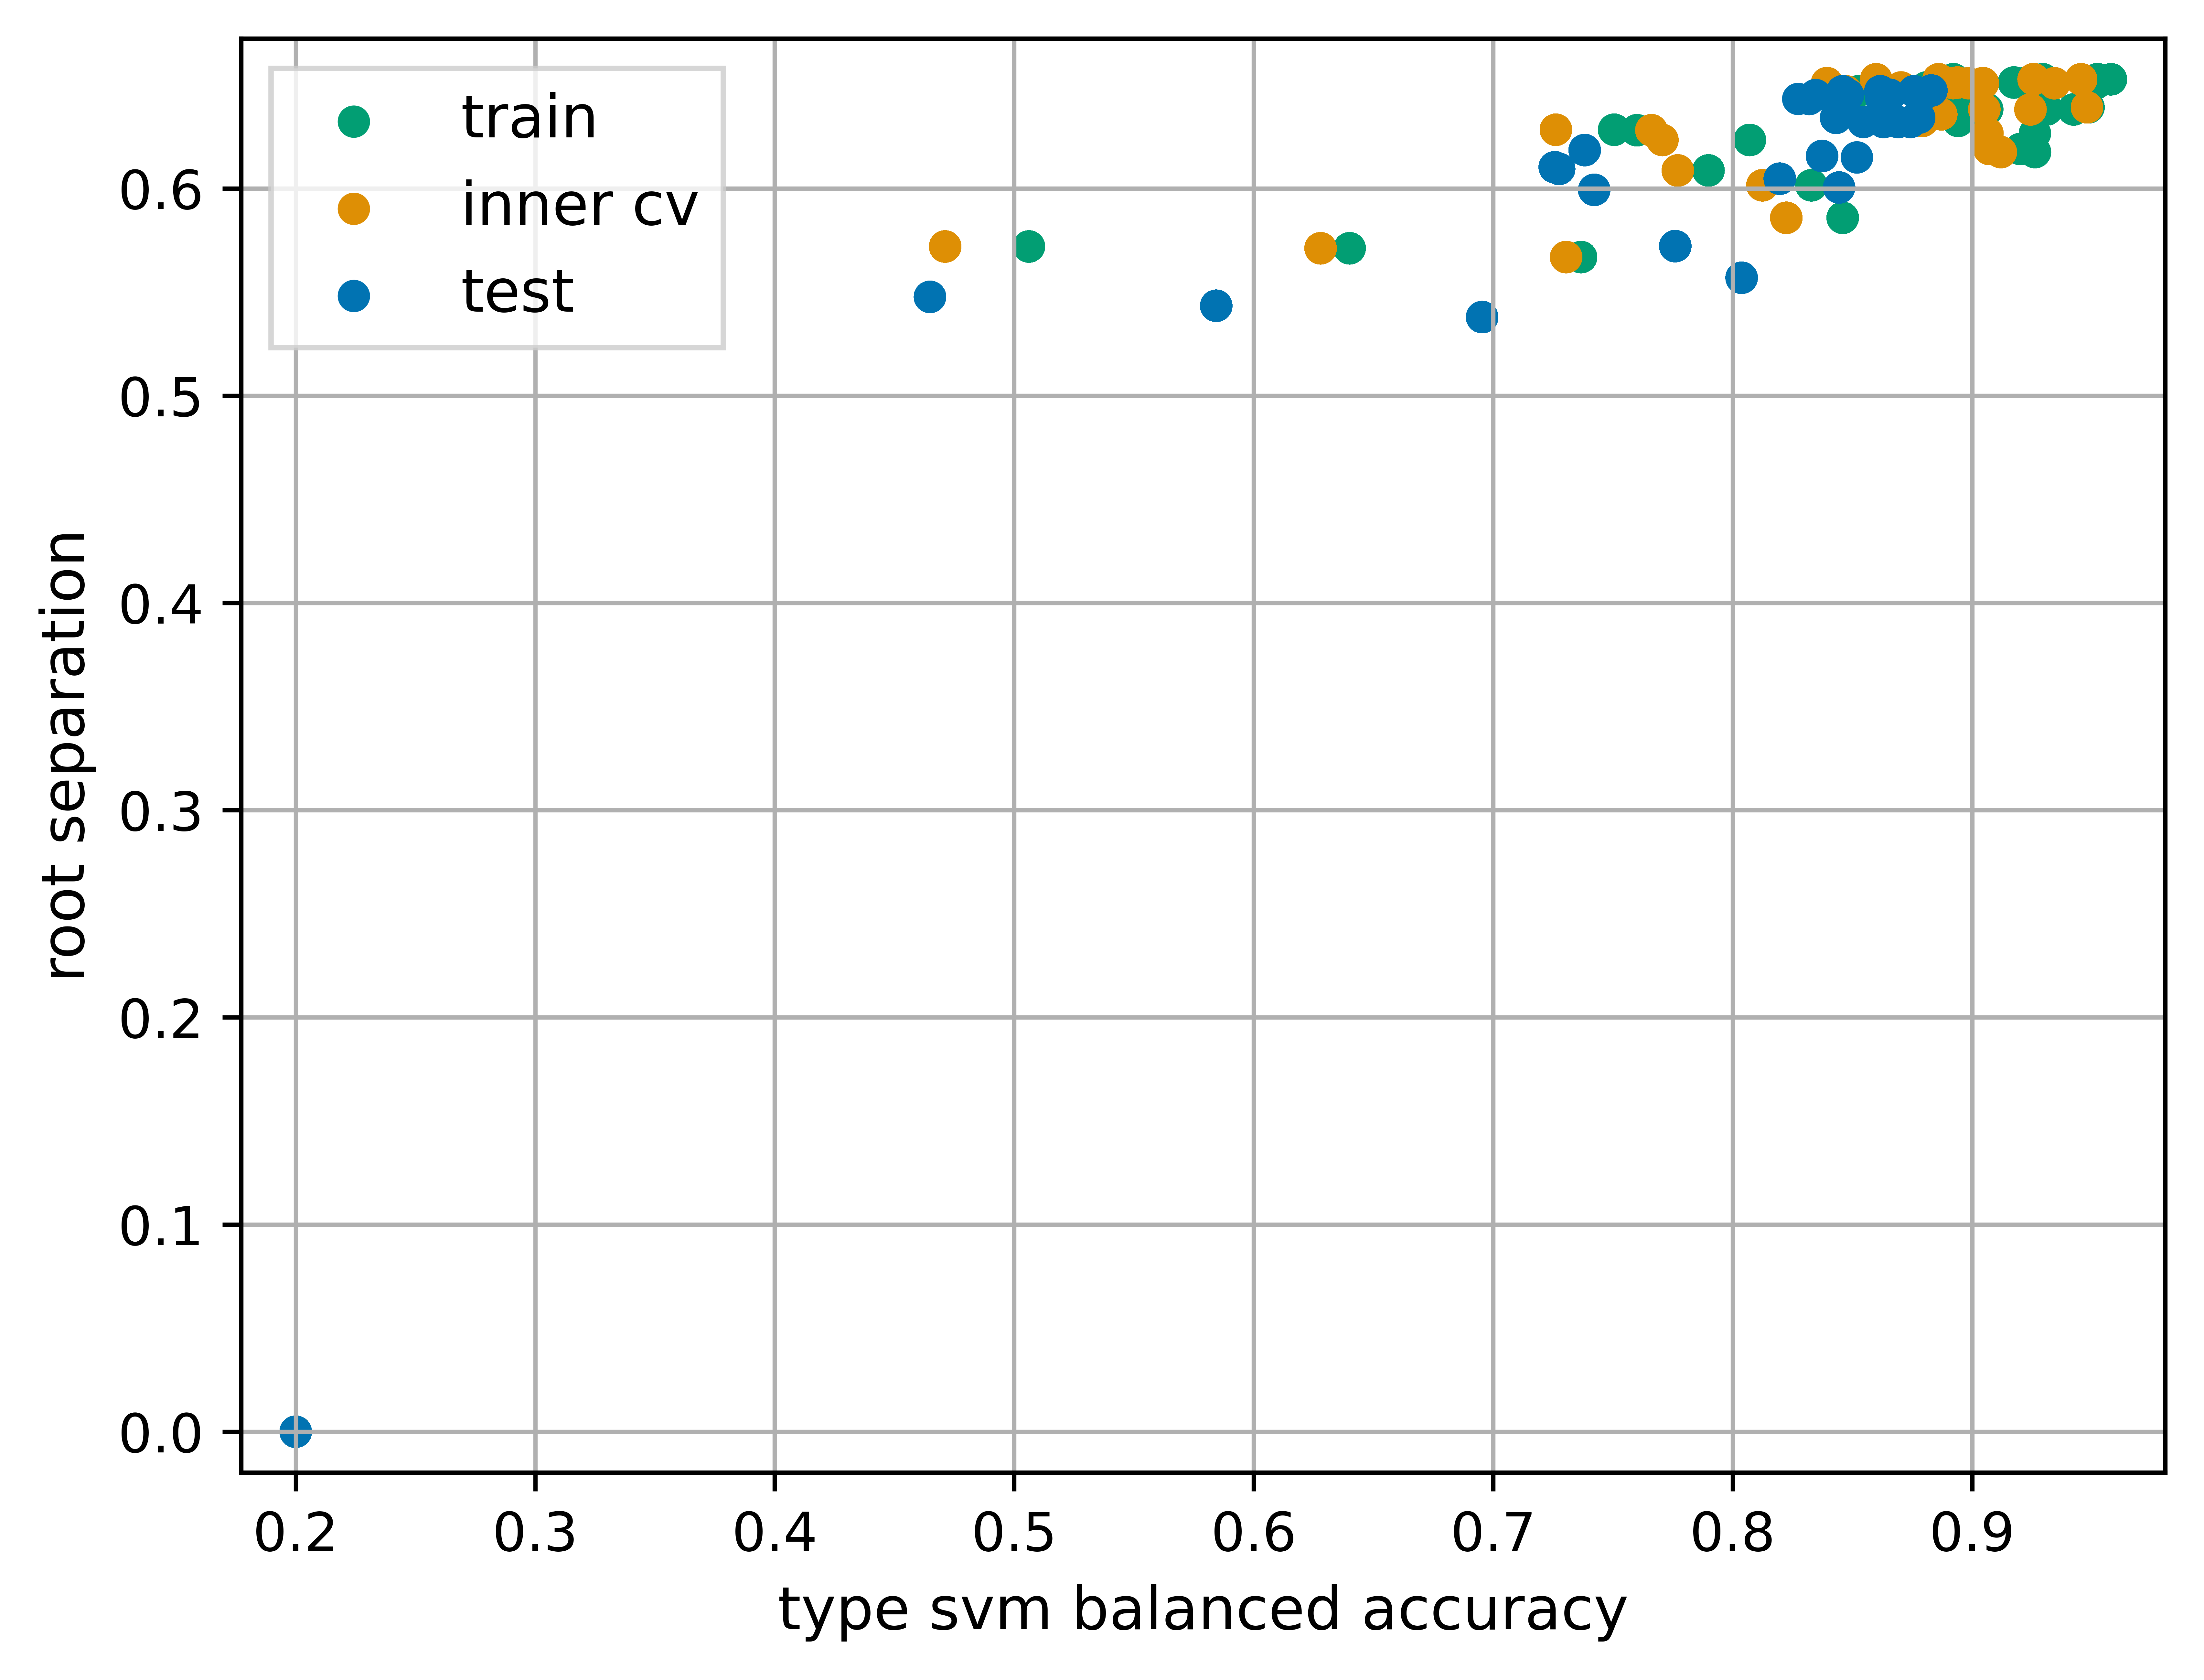 train
inner cv
test
root separation
0.6
0.5
0.4
0.3
0.2
0.1
0.0
0.2 0.3 0.4 0.5 0.6 0.7 0.8 0.9
type svm balanced accuracy